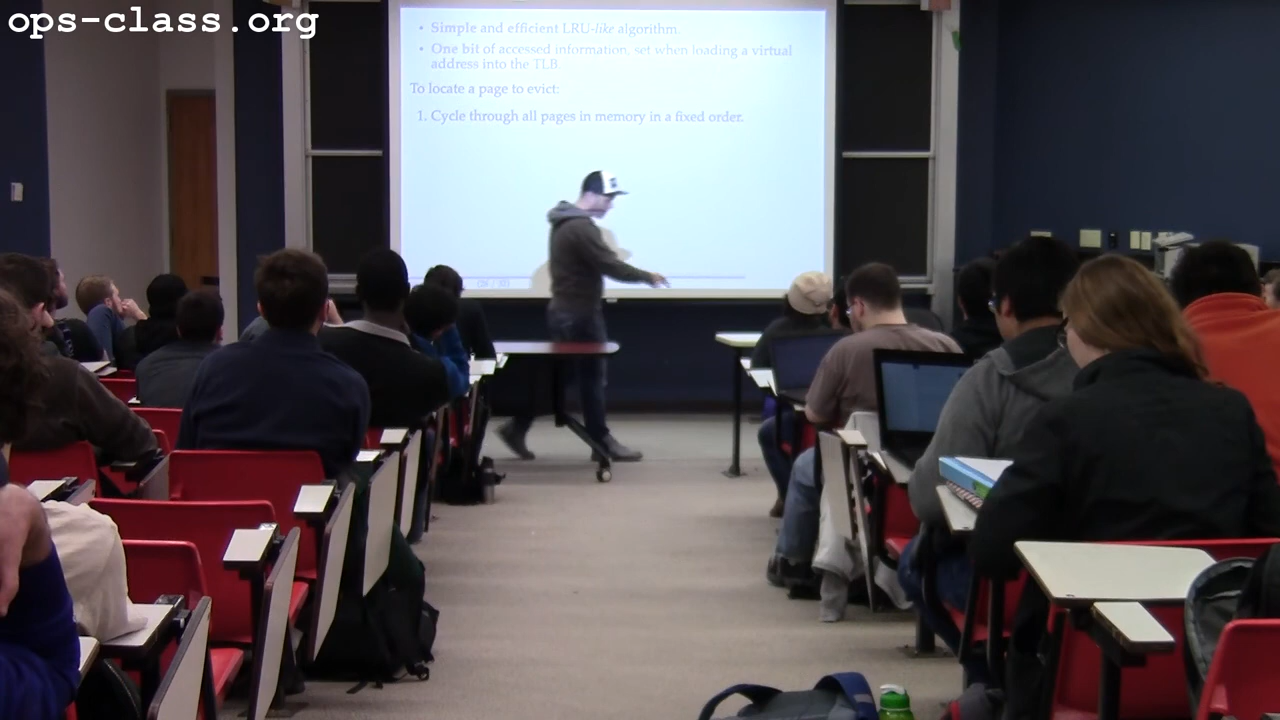 ops-class.org
• Simple and efficient LRU-like algorithm.
• One bit of accessed information, set when loading a virtual
address into the TLB
To locate a page to evict:
1. Cycle through all pages in memory in a fixed order.